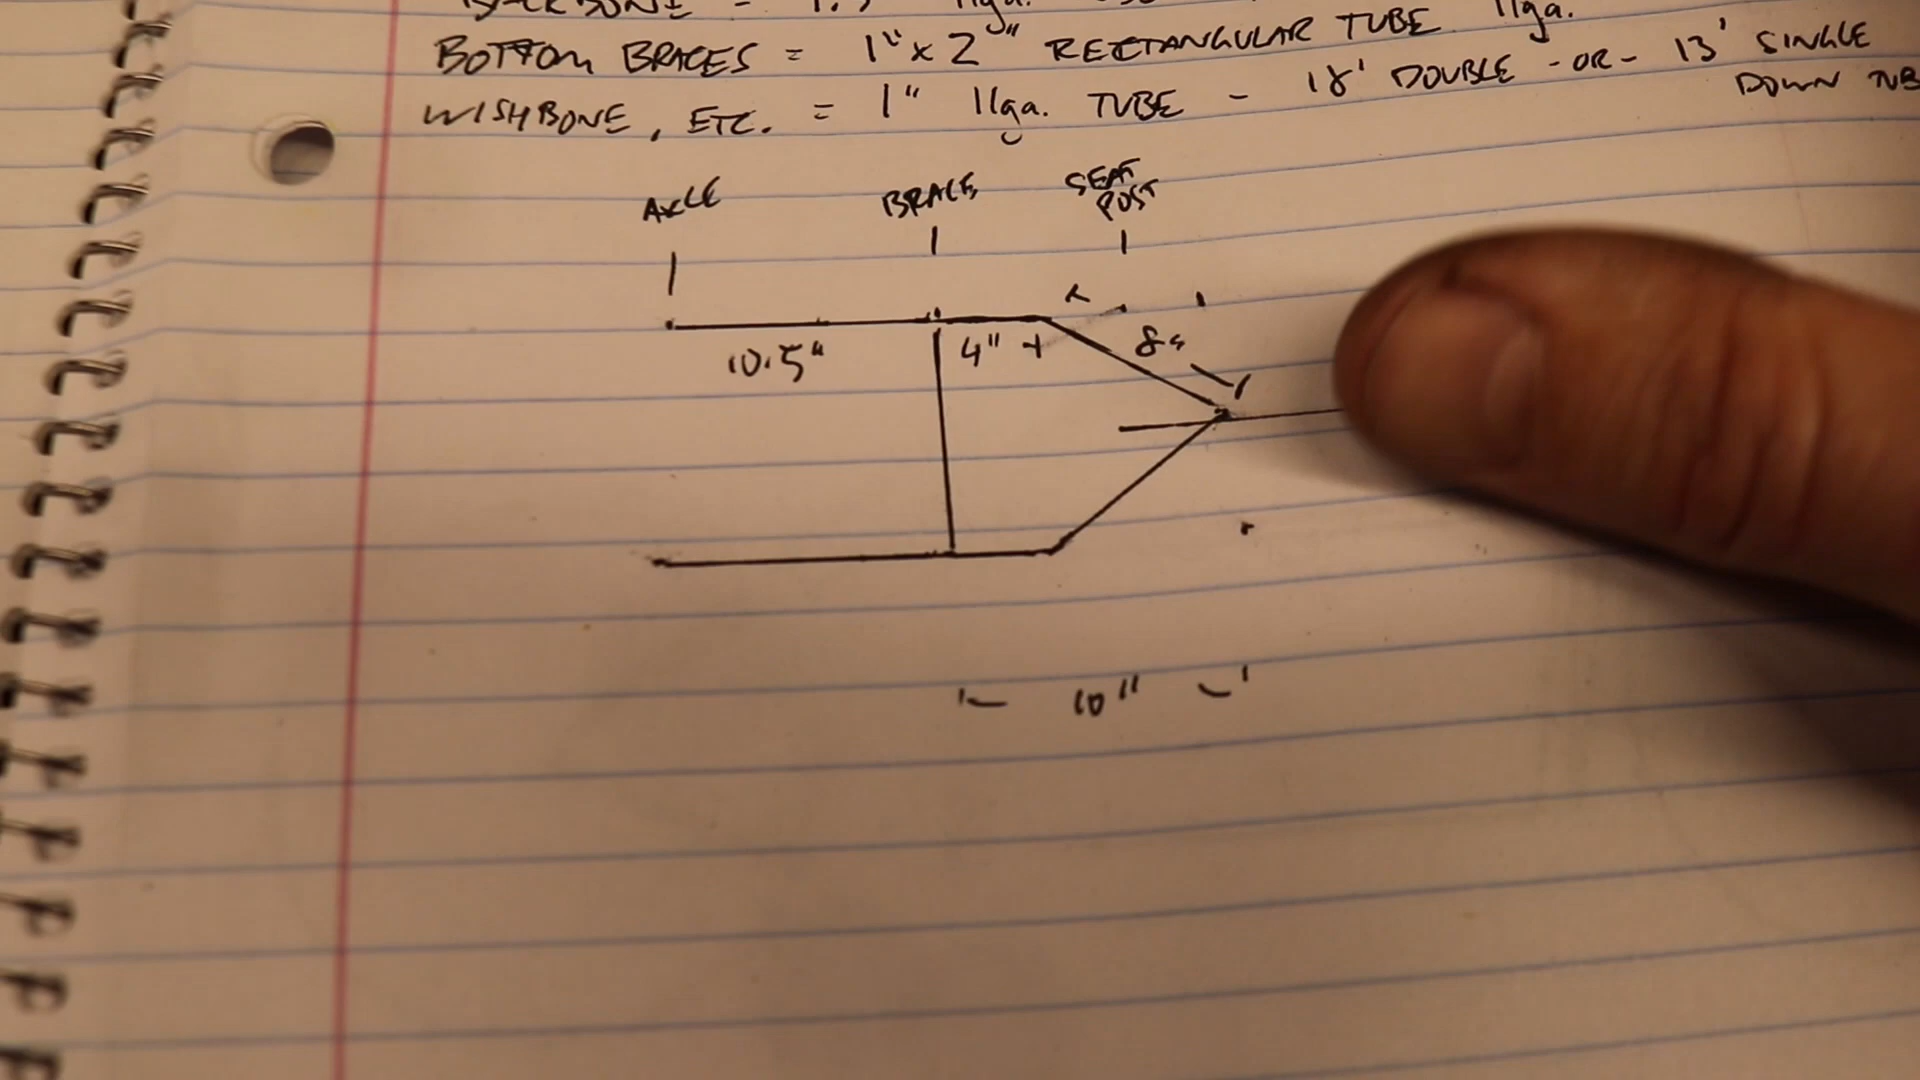 BOTTOM BRACES = 1" x 2" RECTANGULAR TUBE 11ga.
WISHBONE, ETC. = 1" 11ga. TUBE - 18' DOUBLE -OR- 13' SINGLE
DOWN
AXLE
BRACE
SEAT
POST
10.5"
4"
8"
10"